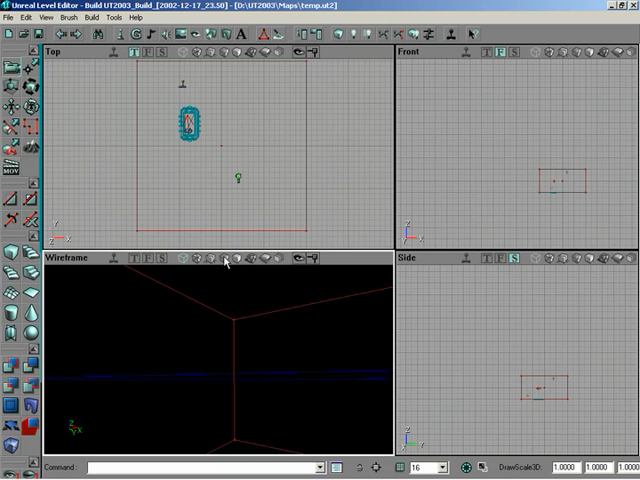 Unreal Level Editor - Build UT2003_Build_[2002-12-17_23.50] - [D:\UT2003\Maps\temp.ut2]
File Edit View Brush Build Tools Help
Top T F S
Front T F S
MOV
Y
Z X
Z
Y X
Wireframe T F S
Side T F S
Z
Y X
Z
X Y
Command: 16 DrawScale3D: 1.0000 1.0000 1.000